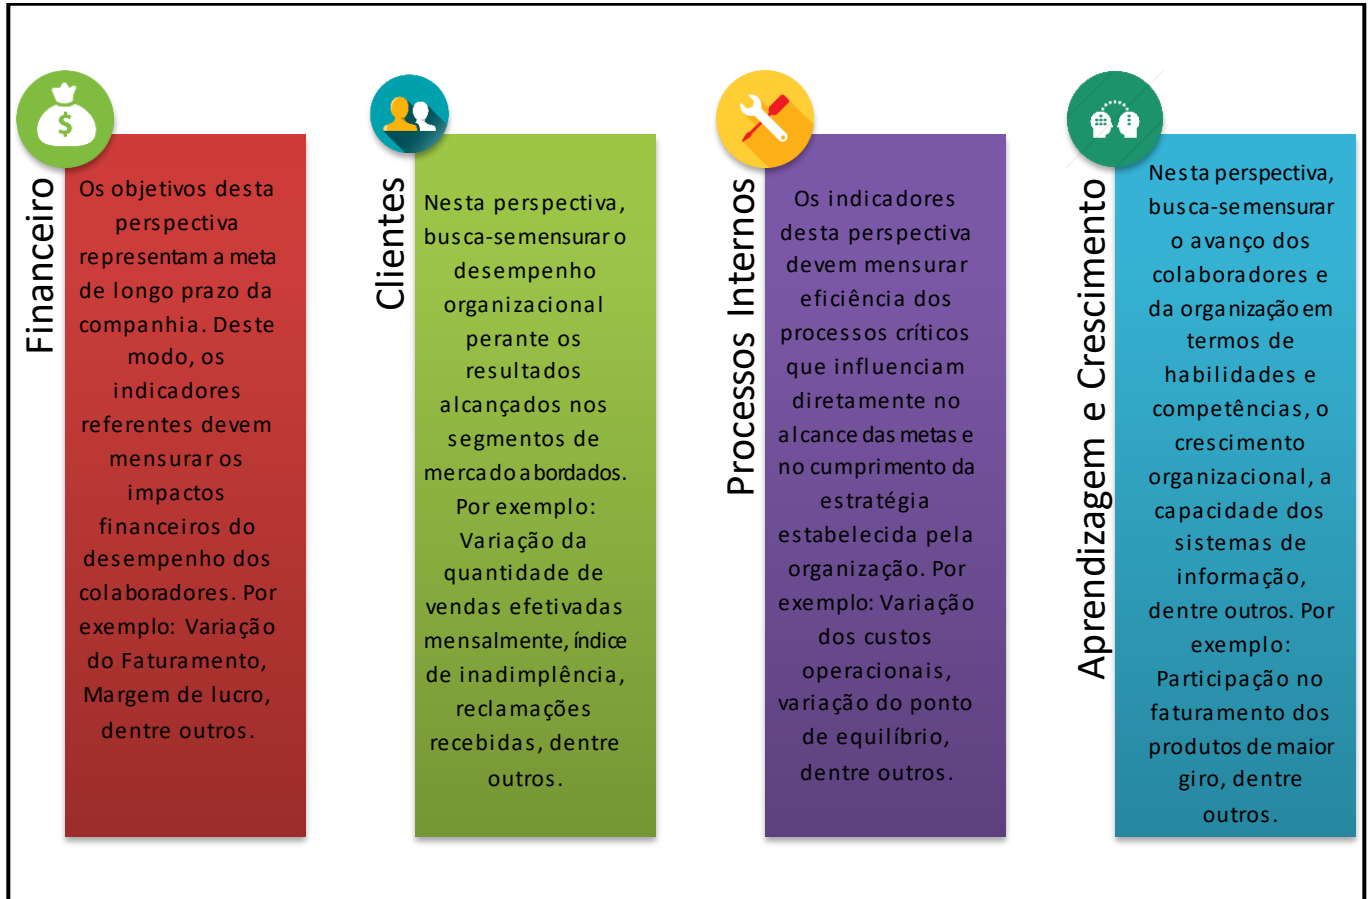 $
Financeiro
Os objetivos desta
perspectiva
representam a meta
de longo prazo da
companhia. Deste
modo, os
indicadores
referentes devem
mensurar os
impactos
financeiros do
desempenho dos
colaboradores. Por
exemplo: Variação
do Faturamento,
Margem de lucro,
dentre outros.
Clientes
Nesta perspectiva,
busca-semensurar o
desempenho
organizacional
perante os
resultados
alcançados nos
segmentos de
mercado abordados.
Por exemplo:
Variação da
quantidade de
vendas efetivadas
mensalmente, índice
de inadimplência,
reclamações
recebidas, dentre
outros.
Processos Internos
Os indicadores
desta perspectiva
devem mensurar
eficiência dos
processos críticos
que influenciam
diretamente no
alcance das metas e
no cumprimento da
estratégia
estabelecida pela
organização. Por
exemplo: Variação
dos custos
operacionais,
variação do ponto
de equilíbrio,
dentre outros.
Aprendizagem e Crescimento
Nesta perspectiva,
busca-semensurar
o avanço dos
colaboradores e
da organização em
termos de
habilidades e
competências, o
crescimento
organizacional, a
capacidade dos
sistemas de
informação,
dentre outros. Por
exemplo:
Participação no
faturamento dos
produtos de maior
giro, dentre
outros.